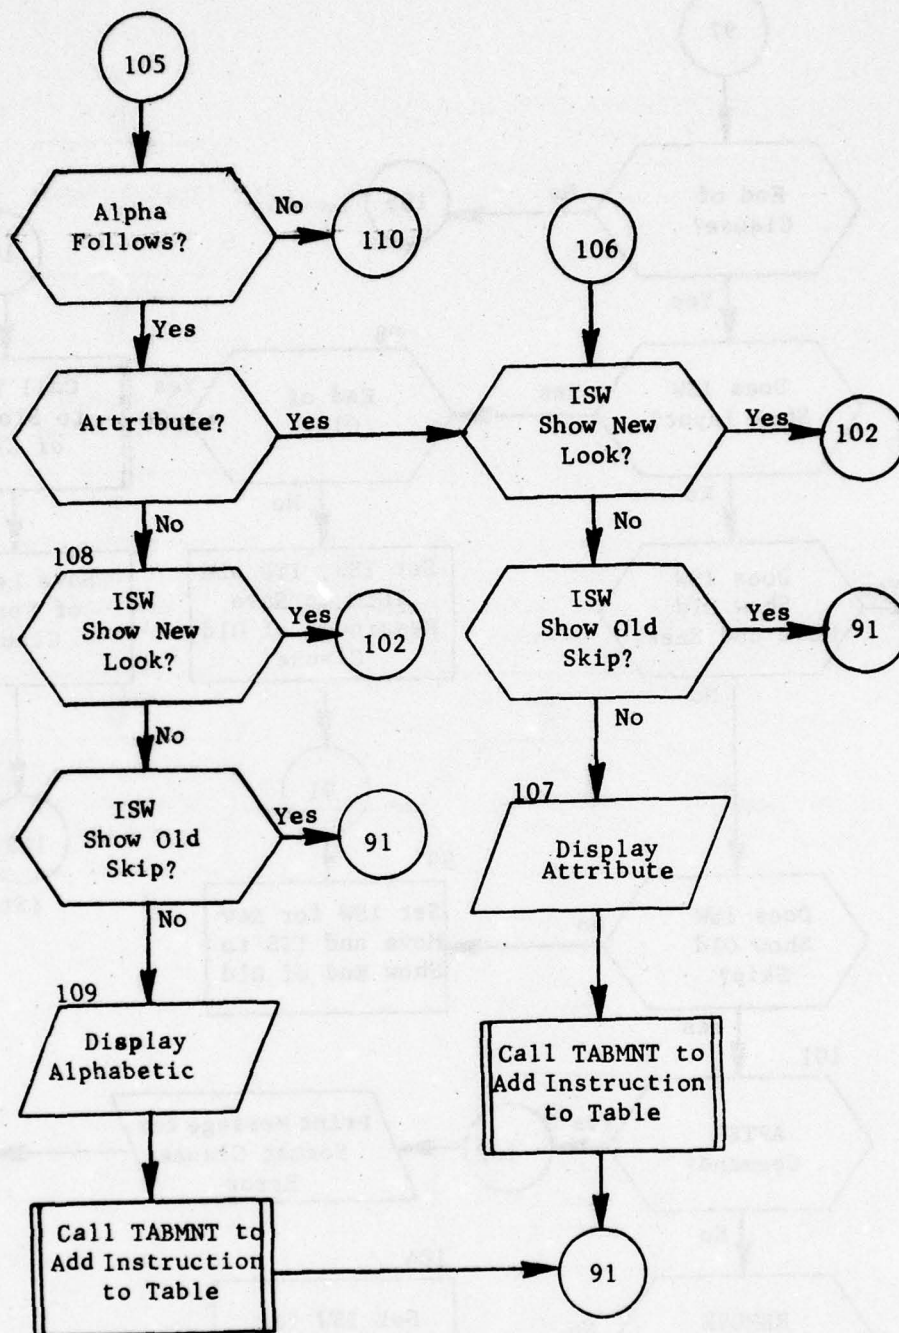 105
Alpha
Follows?
No
110
Yes
Attribute?
Yes
No
108
ISW
Show New
Look?
Yes
102
No
ISW
Show Old
Skip?
Yes
91
No
109
Display
Alphabetic
Call TABMNT to
Add Instruction
to Table
106
ISW
Show New
Look?
Yes
102
No
ISW
Show Old
Skip?
Yes
91
No
107
Display
Attribute
Call TABMNT to
Add Instruction
to Table
91